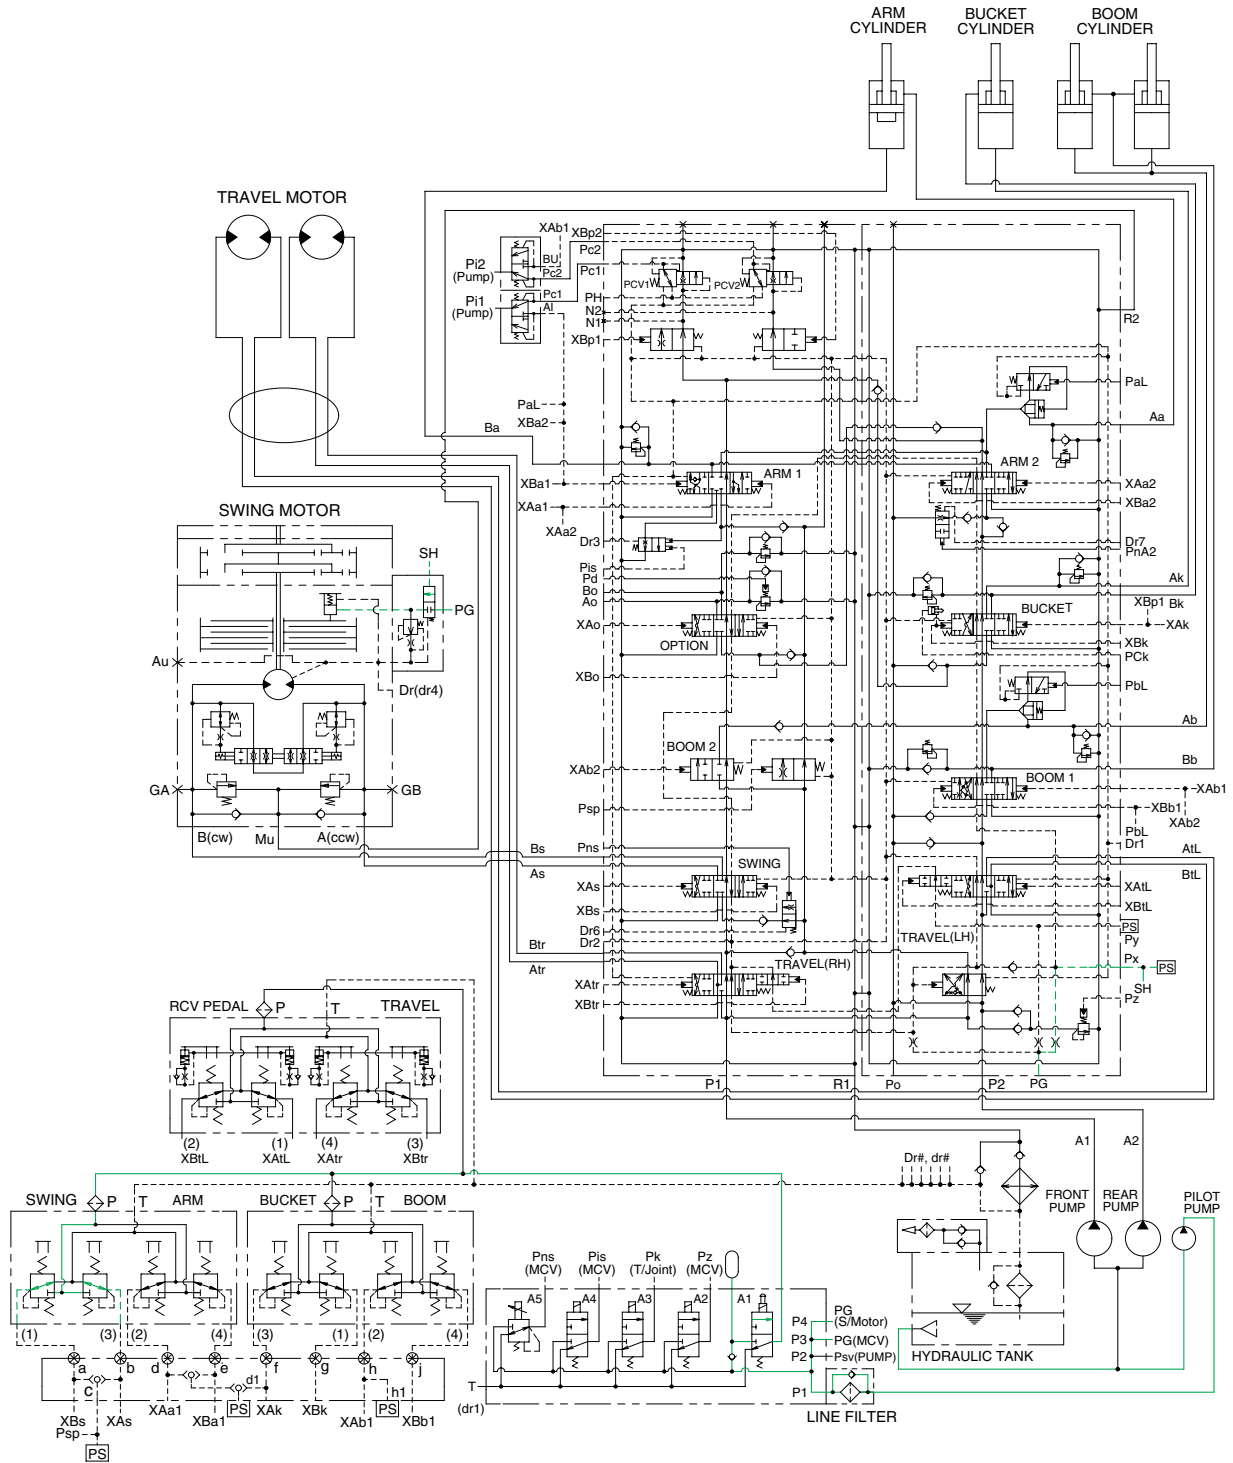 ARM
CYLINDER
BUCKET
CYLINDER
BOOM
CYLINDER
TRAVEL MOTOR
XAb1
XBp2
Pc2
BU
Pi2
(Pump)
Pc2
Pc1
Pi1
(Pump)
Pc1
AI
PCV1
PCV2
PH
N2
N1
XBp1
R2
PaL
Aa
PaL
XBa2
Ba
XBa1
XAa1
XAa2
ARM 1
ARM 2
XAa2
XBa2
Dr3
Dr7
PnA2
Pis
Pd
Bo
Ao
Ak
XBp1
Bk
XAo
OPTION
BUCKET
XAk
XBk
PCk
XBo
PbL
SWING MOTOR
SH
PG
Au
Dr(dr4)
GA
GB
B(cw)
Mu
A(ccw)
Ab
BOOM 2
XAb2
Bb
BOOM 1
XAb1
Psp
XBb1
XAb2
PbL
Dr1
Bs
As
Pns
SWING
AtL
BtL
XAs
XBs
XAtL
XBtL
Dr6
Dr2
TRAVEL(LH)
PS
Py
Btr
Atr
TRAVEL(RH)
Px
PS
XAtr
XBtr
SH
Pz
RCV PEDAL
P
T
TRAVEL
P1
R1
Po
P2
PG
(2)
(1)
(4)
(3)
XBtL
XAtL
XAtr
XBtr
Dr#, dr#
A1
A2
FRONT
PUMP
REAR
PUMP
PILOT
PUMP
SWING
P
T
ARM
BUCKET
P
T
BOOM
Pns
(MCV)
Pis
(MCV)
Pk
(T/Joint)
Pz
(MCV)
A5
A4
A3
A2
A1
PG
P4
(S/Motor)
P3
PG(MCV)
P2
Psv(PUMP)
P1
T
(dr1)
LINE FILTER
HYDRAULIC TANK
(1)
(3)
(2)
(4)
(3)
(1)
(2)
(4)
a
b
d
e
f
g
h
j
c
d1
h1
PS
PS
XBs
XAs
XAa1
XBa1
XAk
XBk
XAb1
XBb1
Psp
PS